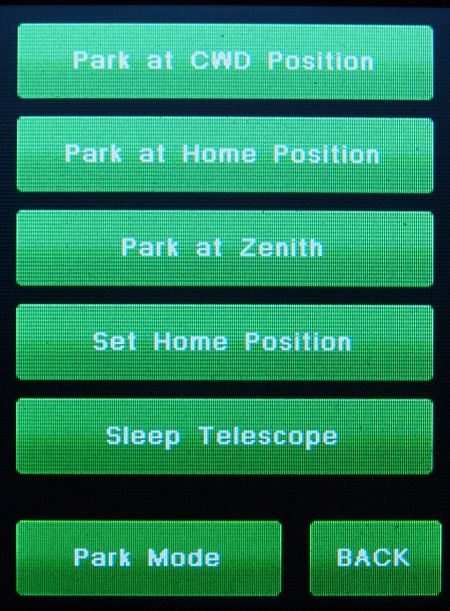 Park at CWD Position
Park at Home Position
Park at Zenith
Set Home Position
Sleep Telescope
Park Mode
BACK